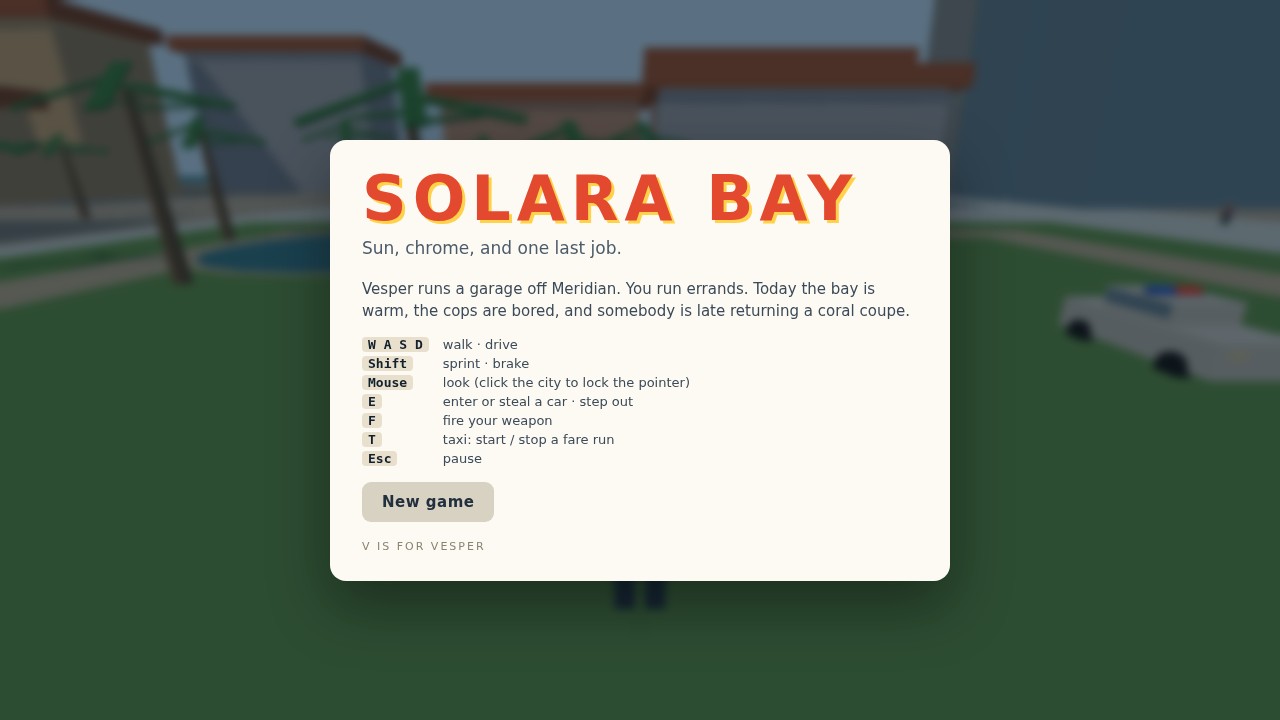 SOLARA BAY
Sun, chrome, and one last job.
Vesper runs a garage off Meridian. You run errands. Today the bay is
warm, the cops are bored, and somebody is late returning a coral coupe.
W A S D walk · drive
Shift sprint · brake
Mouse look (click the city to lock the pointer)
E enter or steal a car · step out
F fire your weapon
T taxi: start / stop a fare run
Esc pause
New game
V IS FOR VESPER